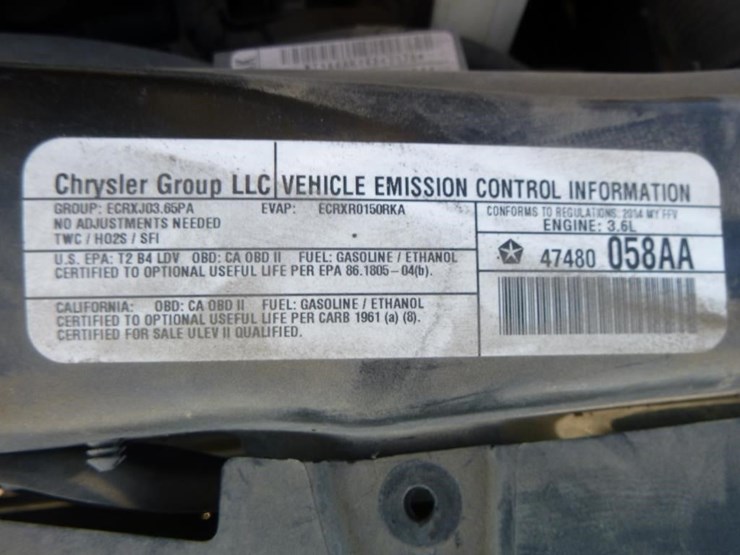 Chrysler Group LLC VEHICLE EMISSION CONTROL INFORMATION
GROUP: ECRXJ03.65PA EVAP: ECRXR0150RKA
NO ADJUSTMENTS NEEDED
TWC / HO2S / SFI
CONFORMS TO REGULATIONS: 2014 MY FFV
ENGINE: 3.6L
U.S. EPA: T2 B4 LDV OBD: CA OBD II FUEL: GASOLINE / ETHANOL
CERTIFIED TO OPTIONAL USEFUL LIFE PER EPA 86.1805-04(b).
47480 058AA
CALIFORNIA: OBD: CA OBD II FUEL: GASOLINE / ETHANOL
CERTIFIED TO OPTIONAL USEFUL LIFE PER CARB 1961 (a) (8).
CERTIFIED FOR SALE ULEV II QUALIFIED.